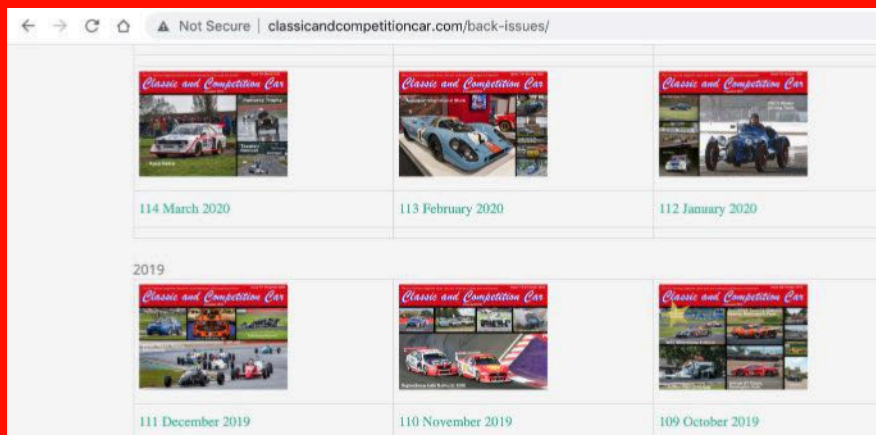 Not Secure | classicandcompetitioncar.com/back-issues/
Classic and Competition Car
Classic and Competition Car
Classic and Competition Car
114 March 2020
113 February 2020
112 January 2020
2019
Classic and Competition Car
Classic and Competition Car
Classic and Competition Car
111 December 2019
110 November 2019
109 October 2019